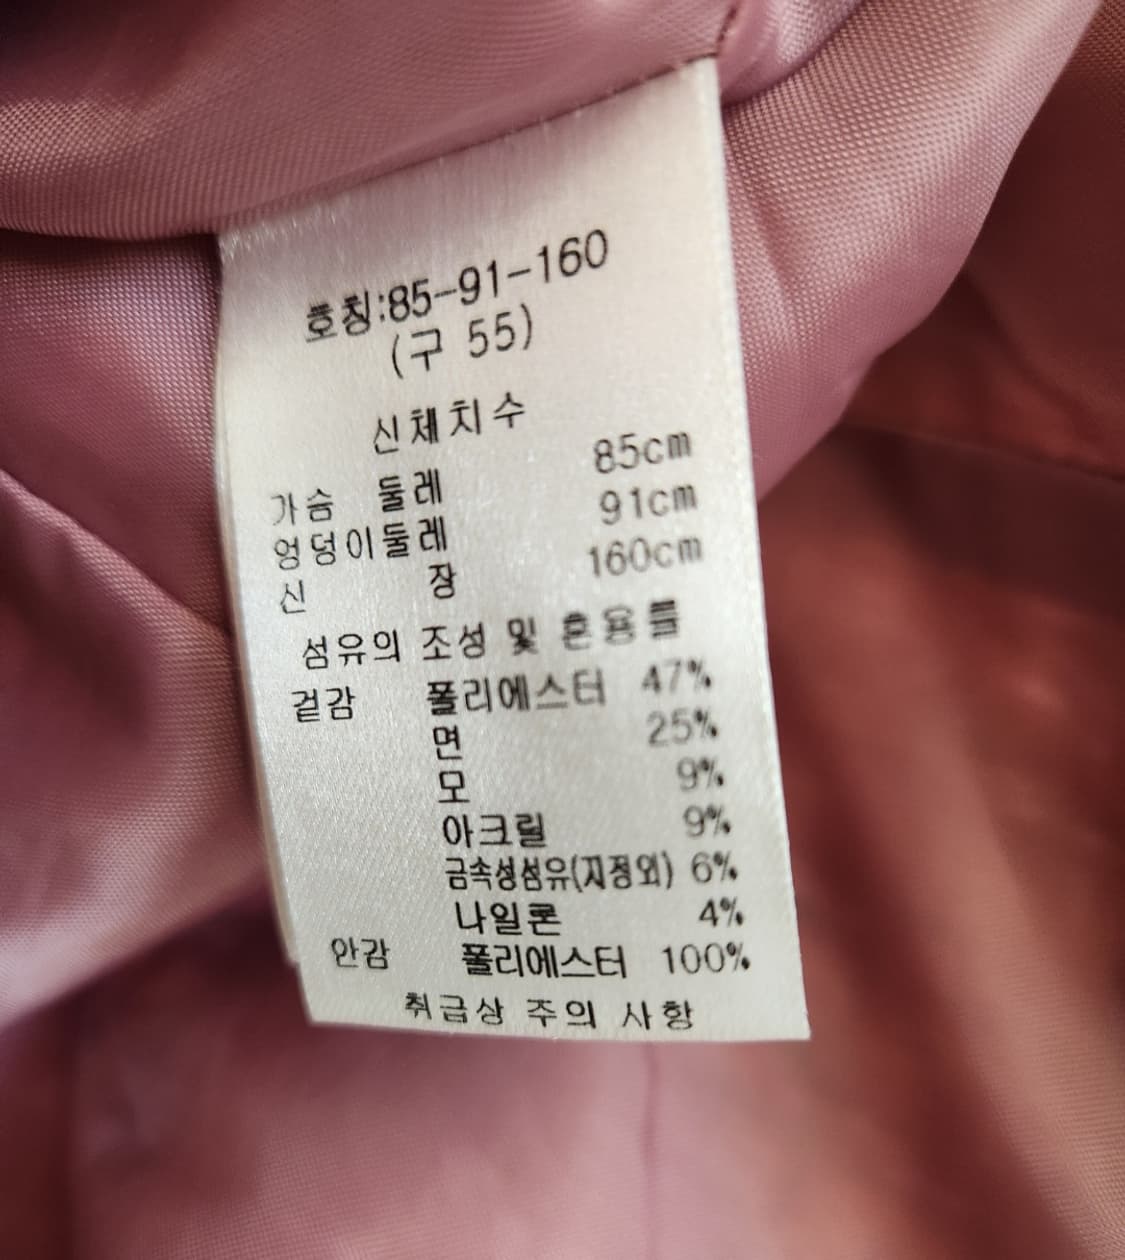 호칭:85-91-160
(구 55)
신체치수
가슴 둘레 85cm
엉덩이둘레 91cm
신 장 160cm
섬유의 조성 및 혼용률
겉감 폴리에스터 47%
면 25%
모 9%
아크릴 9%
금속성섬유(지정외) 6%
나일론 4%
안감 폴리에스터 100%
취급상 주의 사항